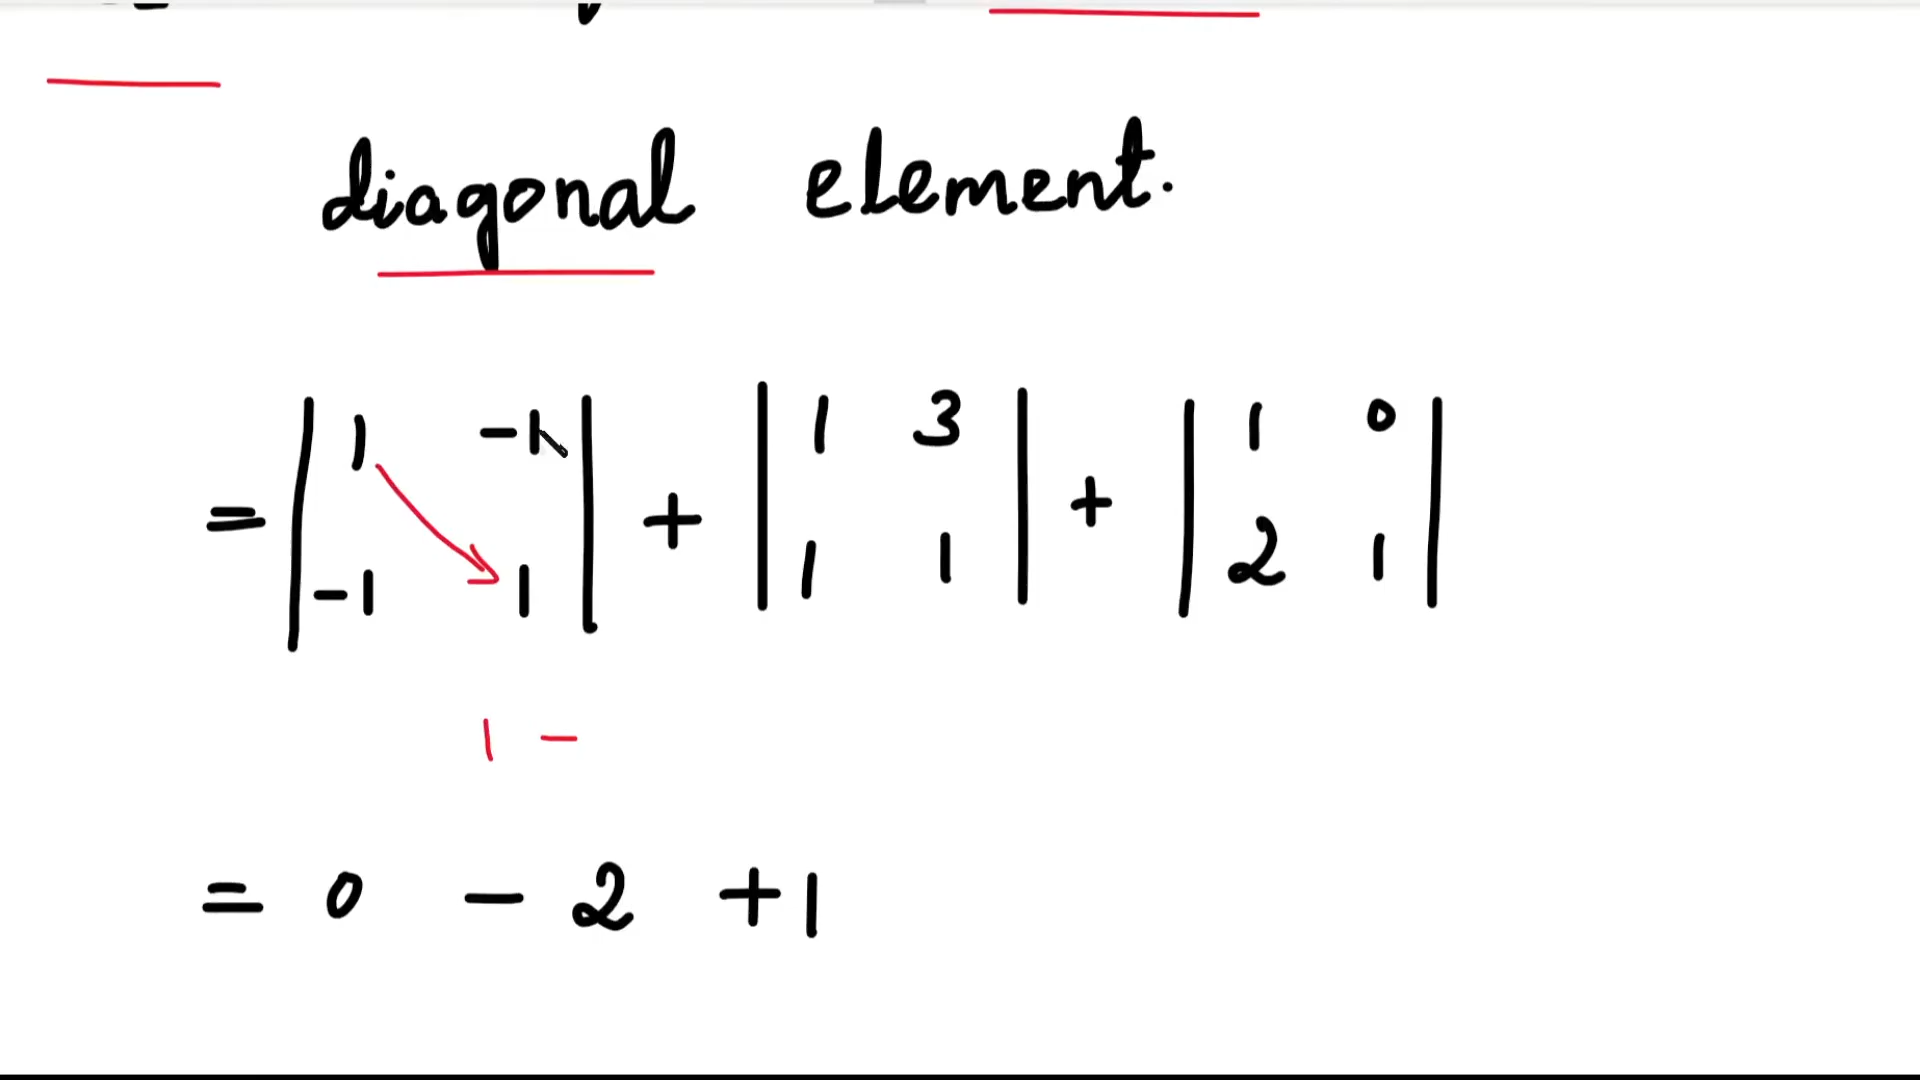 diagonal element.
= | 1 -1 | + | 1 3 | + | 1 0 |
| -1 1 | | 1 1 | | 2 1 |
1 -
= 0 - 2 + 1